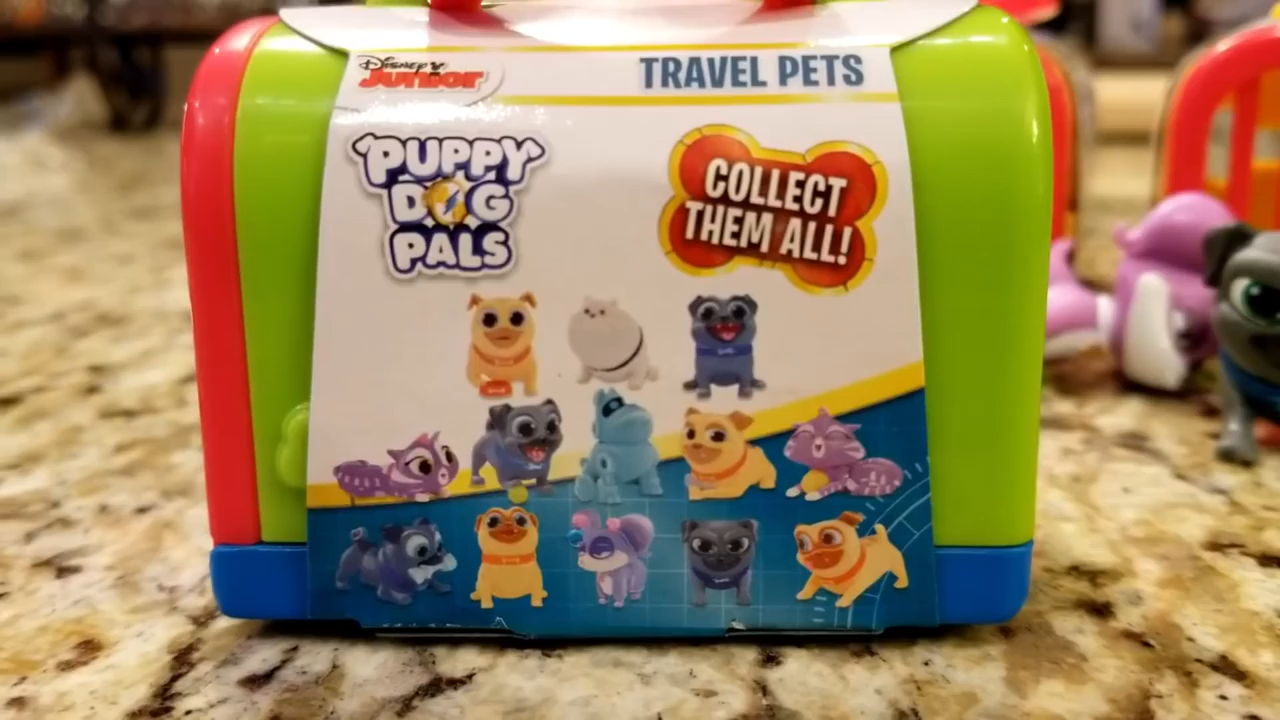 Disney Junior
TRAVEL PETS
PUPPY
DOG
PALS
COLLECT
THEM ALL!